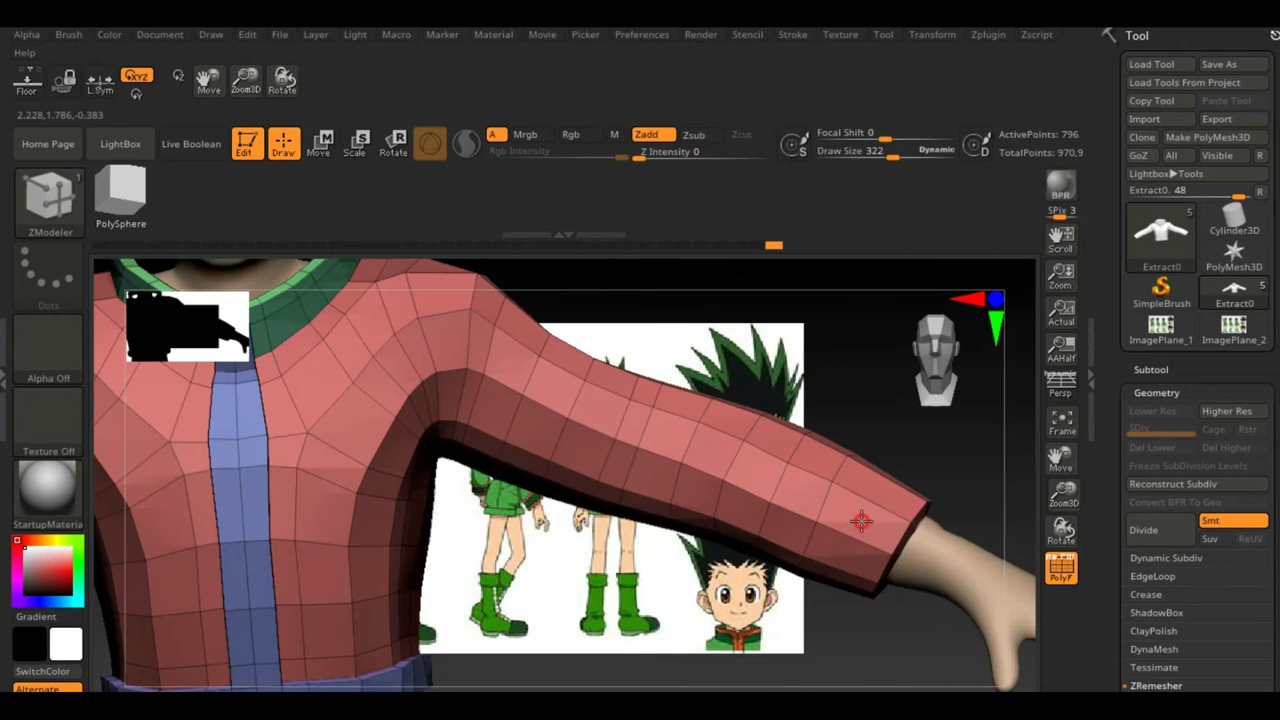 Alpha Brush Color Document Draw Edit File Layer Light Macro Marker Material Movie Picker Preferences Render Stencil Stroke Texture Tool Transform Zplugin Zscript
Help
Floor L.Sym XYZ Move Zoom3D Rotate
2.228,1.786,-0.383
Home Page LightBox Live Boolean Edit Draw Move Scale Rotate
A Mrgb Rgb M Zadd Zsub Zcut
Rgb Intensity Z Intensity 0
S Focal Shift 0 D ActivePoints: 796
Draw Size 322 Dynamic TotalPoints: 970,9
1
ZModeler PolySphere
Dots
Alpha Off
Texture Off
StartupMateria
Gradient
SwitchColor
Alternate
BPR
SPix 3
Scroll
Zoom
Actual
AAHalf
Dynamic
Persp
Frame
Move
Zoom3D
Rotate
PolyF
Tool
Load Tool Save As
Load Tools From Project
Copy Tool Paste Tool
Import Export
Clone Make PolyMesh3D
GoZ All Visible R
Lightbox▶Tools
Extract0. 48 R
5
Cylinder3D
Extract0 PolyMesh3D
5
SimpleBrush Extract0
ImagePlane_1 ImagePlane_2
Subtool
Geometry
Lower Res Higher Res
SDiv Cage Rstr
Del Lower Del Higher
Freeze SubDivision Levels
Reconstruct Subdiv
Convert BPR To Geo
Divide Smt
Suv ReUV
Dynamic Subdiv
EdgeLoop
Crease
ShadowBox
ClayPolish
DynaMesh
Tessimate
ZRemesher